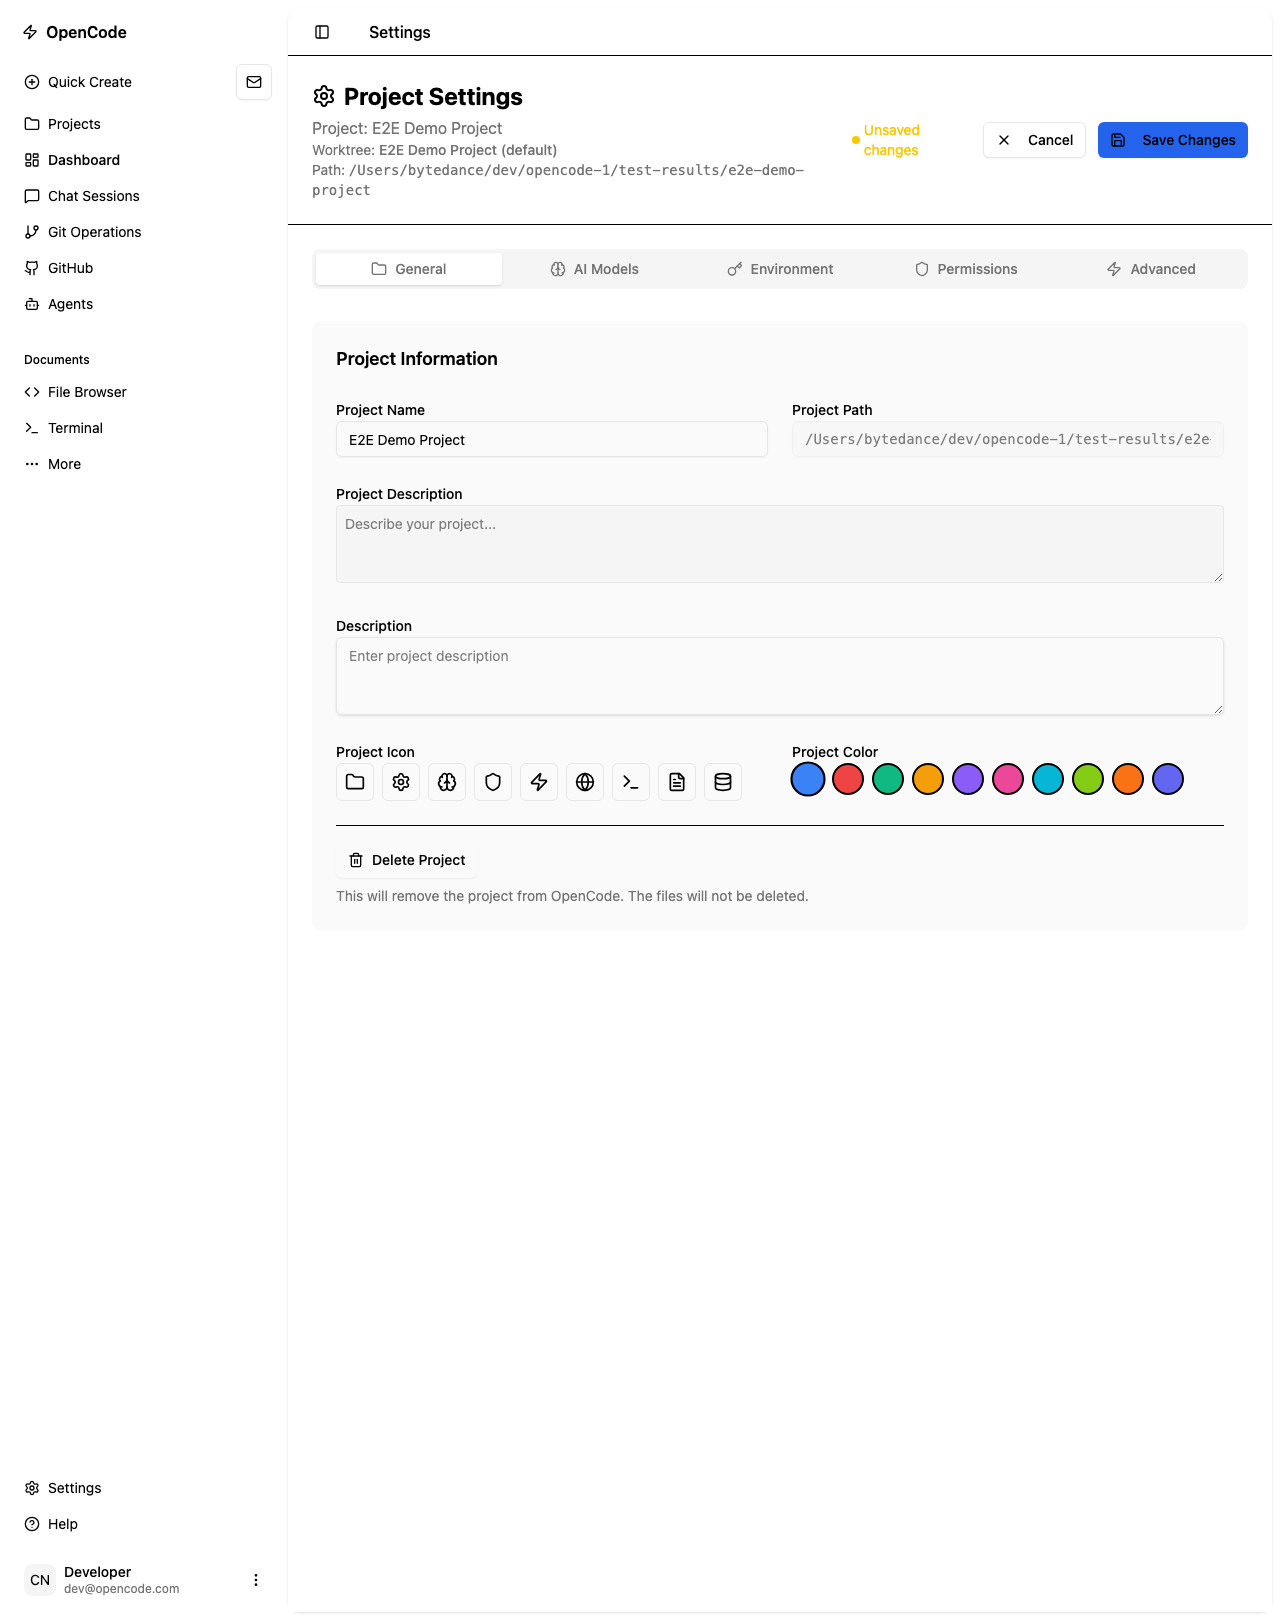 OpenCode
Quick Create
Projects
Dashboard
Chat Sessions
Git Operations
GitHub
Agents
Documents
File Browser
Terminal
More
Settings
Help
CN
Developer
dev@opencode.com
Settings
Project Settings
Project: E2E Demo Project
Worktree: E2E Demo Project (default)
Path: /Users/bytedance/dev/opencode-1/test-results/e2e-demo-
project
Unsaved
changes
Cancel
Save Changes
General
AI Models
Environment
Permissions
Advanced
Project Information
Project Name
E2E Demo Project
Project Path
/Users/bytedance/dev/opencode-1/test-results/e2e-
Project Description
Describe your project...
Description
Enter project description
Project Icon
Project Color
Delete Project
This will remove the project from OpenCode. The files will not be deleted.